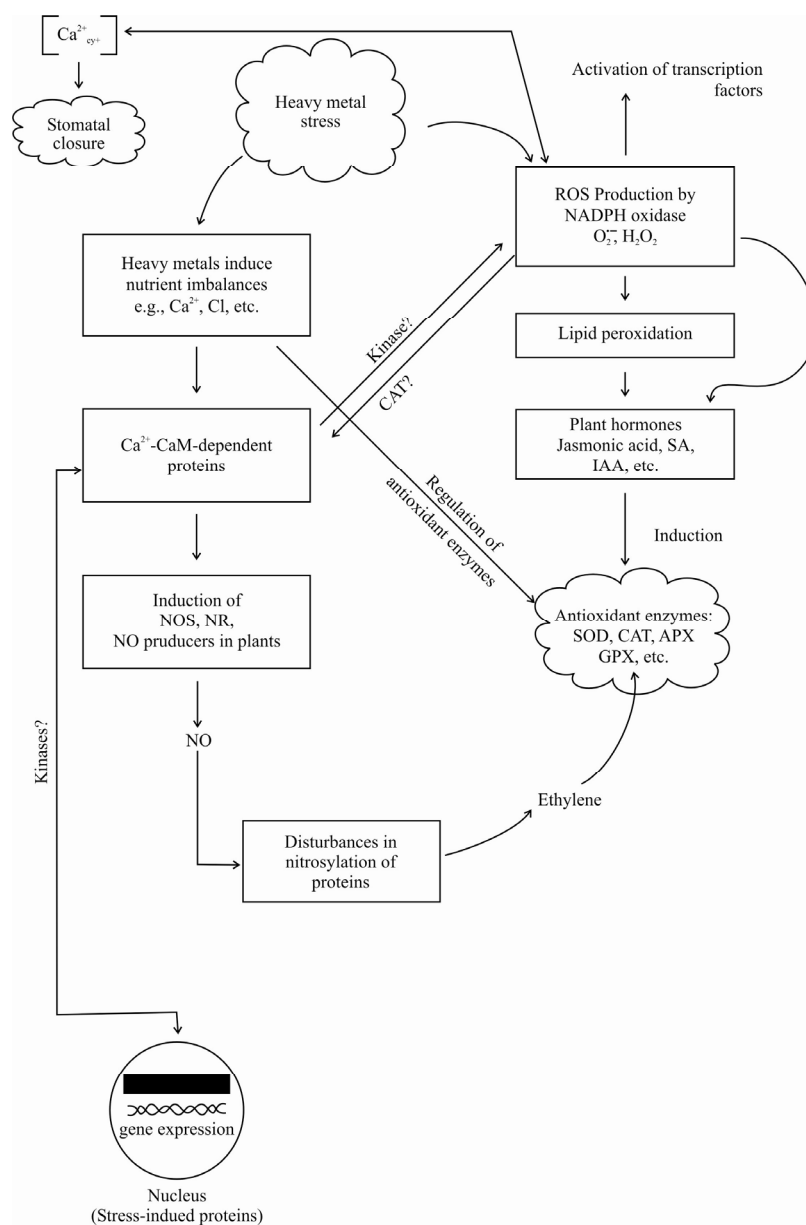 [Ca²⁺cy+]
Stomatal
closure
Heavy metal
stress
Activation of transcription
factors
ROS Production by
NADPH oxidase
O₂·⁻, H₂O₂
Heavy metals induce
nutrient imbalances
e.g., Ca²⁺, Cl, etc.
Kinase?
CAT?
Lipid peroxidation
Ca²⁺-CaM-dependent
proteins
Plant hormones
Jasmonic acid, SA,
IAA, etc.
Regulation of
antioxidant enzymes
Induction
Induction of
NOS, NR,
NO prucers in plants
Antioxidant enzymes:
SOD, CAT, APX
GPX, etc.
NO
Kinases?
Ethylene
Disturbances in
nitrosylation of
proteins
gene expression
Nucleus
(Stress-indued proteins)